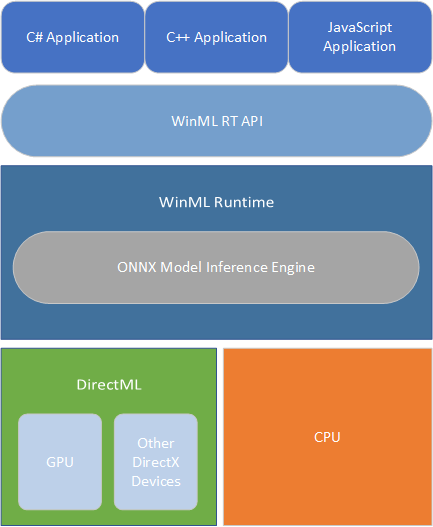 C# Application
C++ Application
JavaScript
Application
WinML RT API
WinML Runtime
ONNX Model Inference Engine
DirectML
GPU
Other
DirectX
Devices
CPU